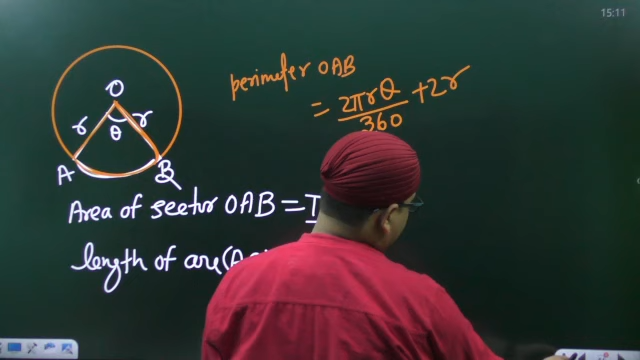 15:11
perimeter OAB
= 2πrθ/360 + 2r
O
r θ r
A B
Area of sector OAB =
length of arc(A